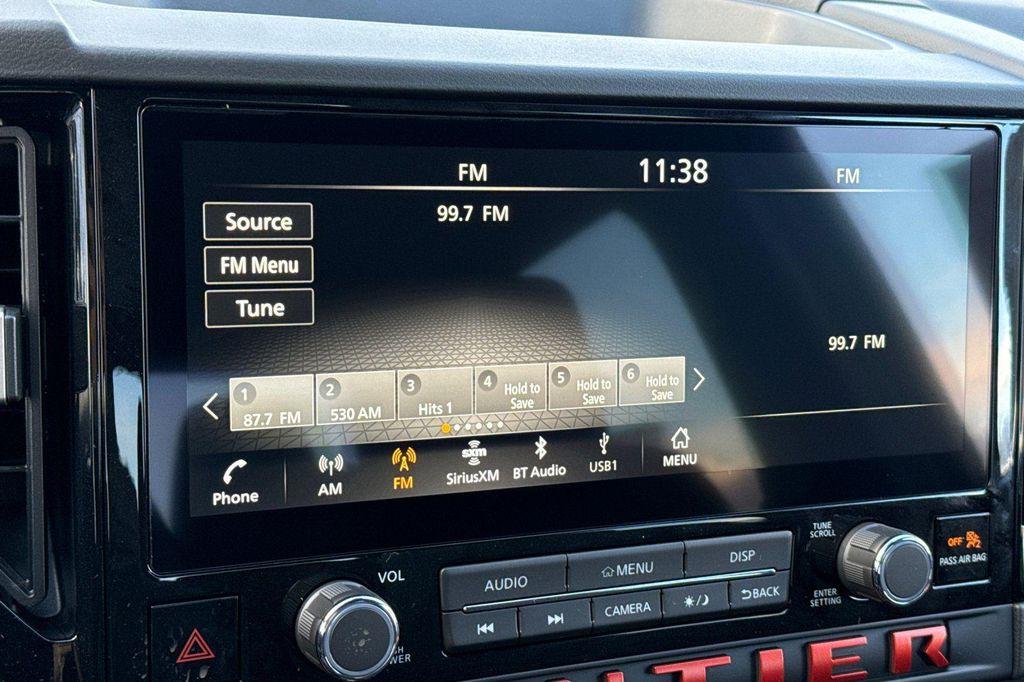 FM 11:38 FM
Source 99.7 FM
FM Menu
Tune
99.7 FM
1 2 3 4 5 6
87.7 FM 530 AM Hits 1 Hold to Save Hold to Save Hold to Save
Phone AM FM sxm SiriusXM BT Audio USB1 MENU
VOL
AUDIO MENU DISP
CAMERA BACK
TUNE
SCROLL
ENTER
SETTING
OFF 2
PASS AIR BAG
TIER